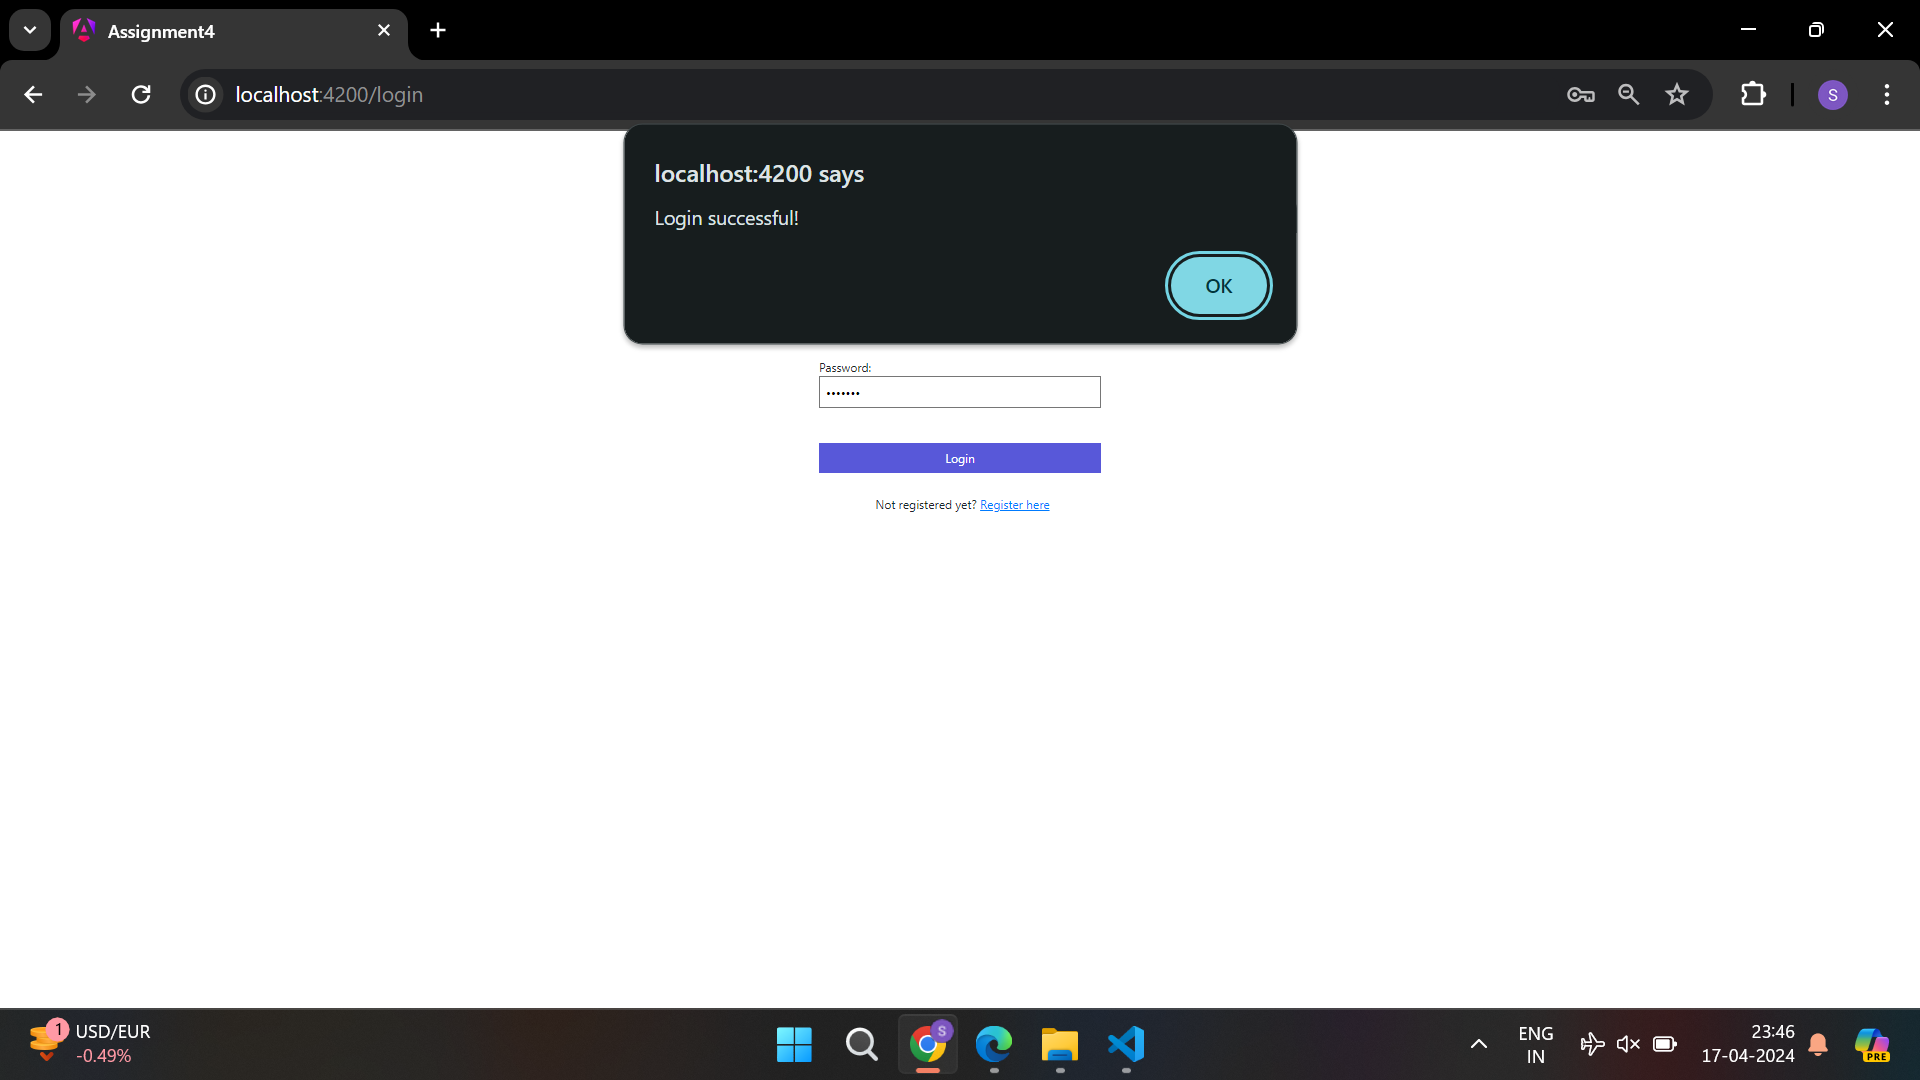 Assignment4
localhost:4200/login
S
localhost:4200 says
Login successful!
OK
Password:
•••••••
Login
Not registered yet? Register here
1
USD/EUR
-0.49%
S
ENG
IN
23:46
17-04-2024
PRE